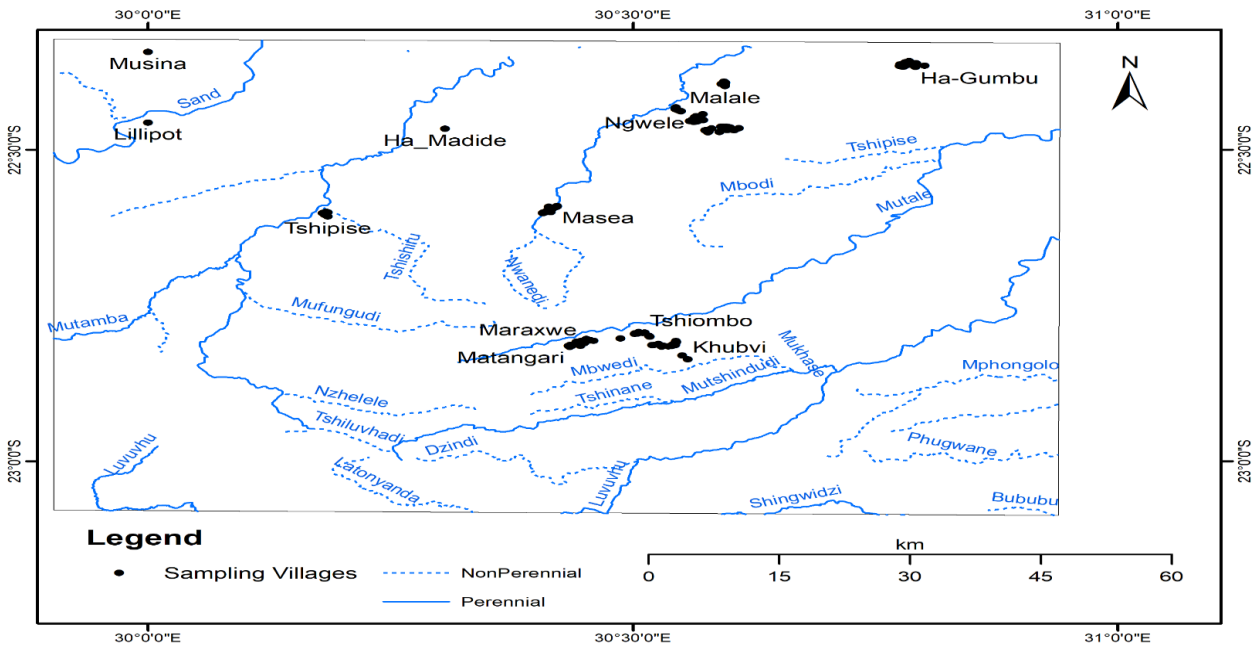 30°0'0"E 30°30'0"E 31°0'0"E
N
Musina
Ha-Gumbu
Sand
Malale
Lillipot
Ngwele
Ha_Madide
22°30'0"S
22°30'0"S
Tshipise
Mbodi
Mutale
Masea
Tshipise
Tshishiru
Nwanedi
Mufungudi
Mutamba
Tshiombo
Maraxwe
Khubvi
Matangari
Mukhase
Mbwedi
Mutshindudi
Mphongolo
Tshinane
Nzhelele
Tshiluvhadi
Phugwane
Dzindi
Luvuvhu
23°0'0"S
23°0'0"S
Latonyanda
Luvuvhu
Shingwidzi
Bububu
Legend
Sampling Villages
NonPerennial
Perennial
km
0 15 30 45 60
30°0'0"E 30°30'0"E 31°0'0"E